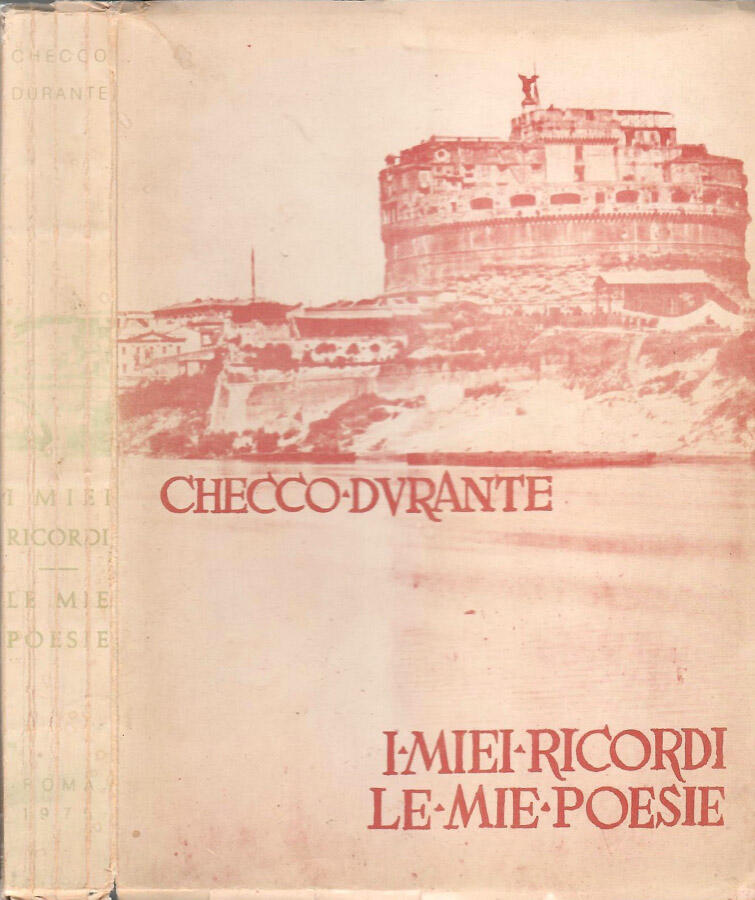 CHECCO
DURANTE
I MIEI
RICORDI
LE MIE
POESIE
ROMA
CHECCO▴DVRANTE
I▴MIEI▴RICORDI
LE▴MIE▴POESIE